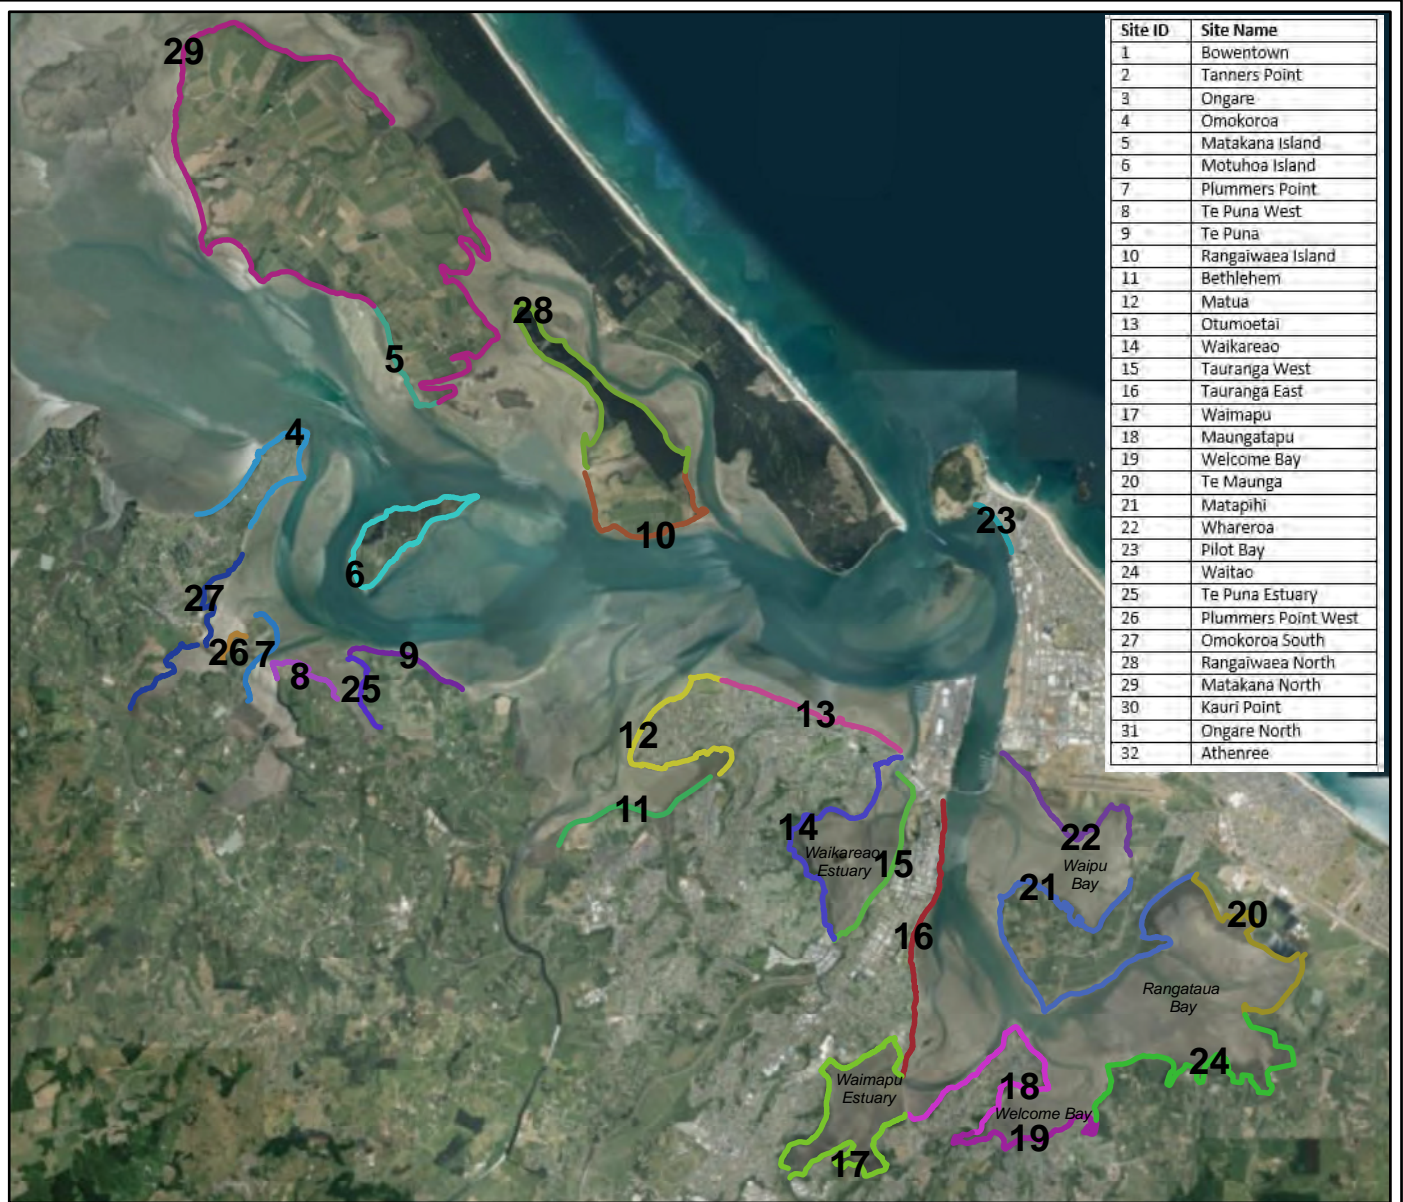 Site ID Site Name
1 Bowentown
2 Tanners Point
3 Ongare
4 Omokoroa
5 Matakana Island
6 Motuhoa Island
7 Plummers Point
8 Te Puna West
9 Te Puna
10 Rangaiwaea Island
11 Bethlehem
12 Matua
13 Otumoetai
14 Waikareao
15 Tauranga West
16 Tauranga East
17 Waimapu
18 Maungatapu
19 Welcome Bay
20 Te Maunga
21 Matapihi
22 Whareroa
23 Pilot Bay
24 Waitao
25 Te Puna Estuary
26 Plummers Point West
27 Omokoroa South
28 Rangaiwaea North
29 Matakana North
30 Kauri Point
31 Ongare North
32 Athenree
29
28
5
4
23
10
6
27
26
7
8
25
9
13
12
11
14
Waikareao
Estuary
15
22
Waipu
Bay
21
20
16
Rangataua
Bay
24
Waimapu
Estuary
18
Welcome Bay
19
17